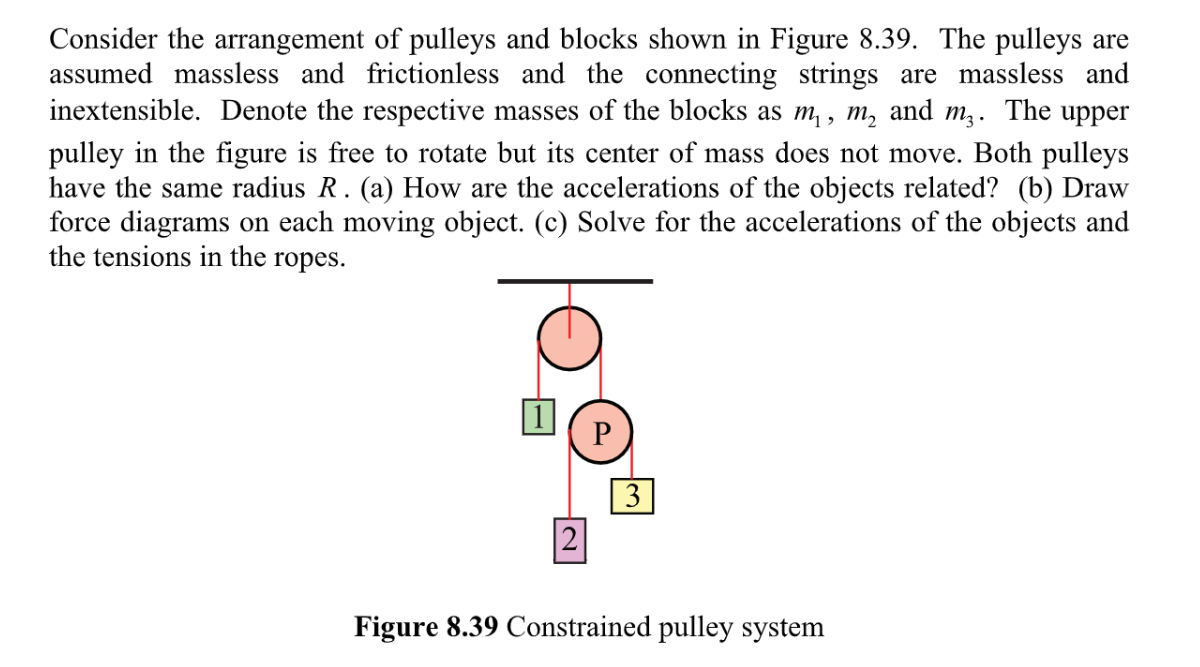 Consider the arrangement of pulleys and blocks shown in Figure 8.39. The pulleys are
assumed massless and frictionless and the connecting strings are massless and
inextensible. Denote the respective masses of the blocks as m₁, m₂ and m₃. The upper
pulley in the figure is free to rotate but its center of mass does not move. Both pulleys
have the same radius R. (a) How are the accelerations of the objects related? (b) Draw
force diagrams on each moving object. (c) Solve for the accelerations of the objects and
the tensions in the ropes.
1
P
3
2
Figure 8.39 Constrained pulley system